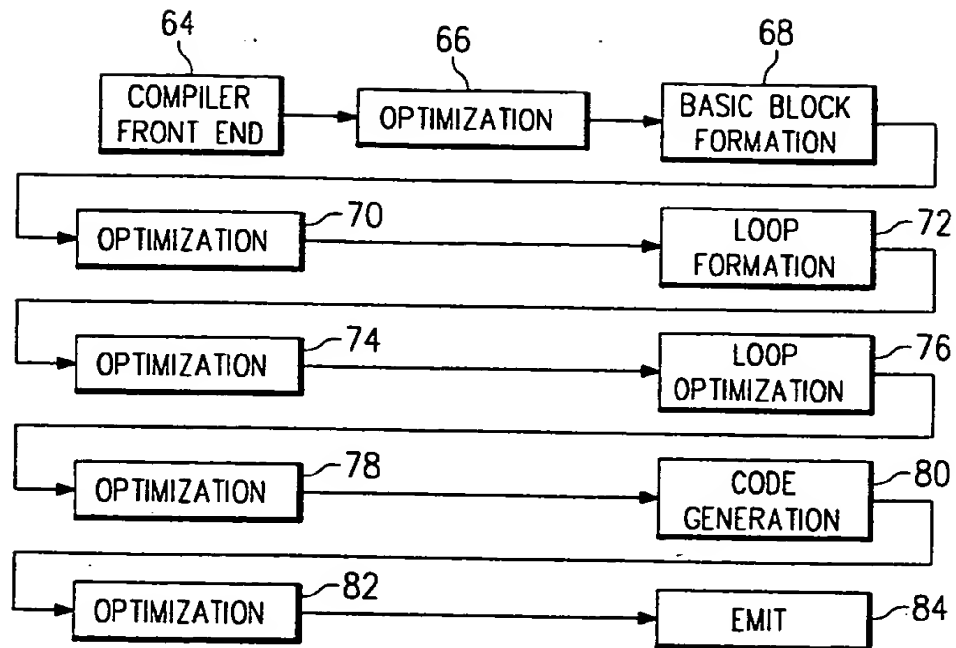 64
66
68
COMPILER
FRONT END
OPTIMIZATION
BASIC BLOCK
FORMATION
OPTIMIZATION
70
LOOP
FORMATION
72
OPTIMIZATION
74
LOOP
OPTIMIZATION
76
OPTIMIZATION
78
CODE
GENERATION
80
OPTIMIZATION
82
EMIT
84